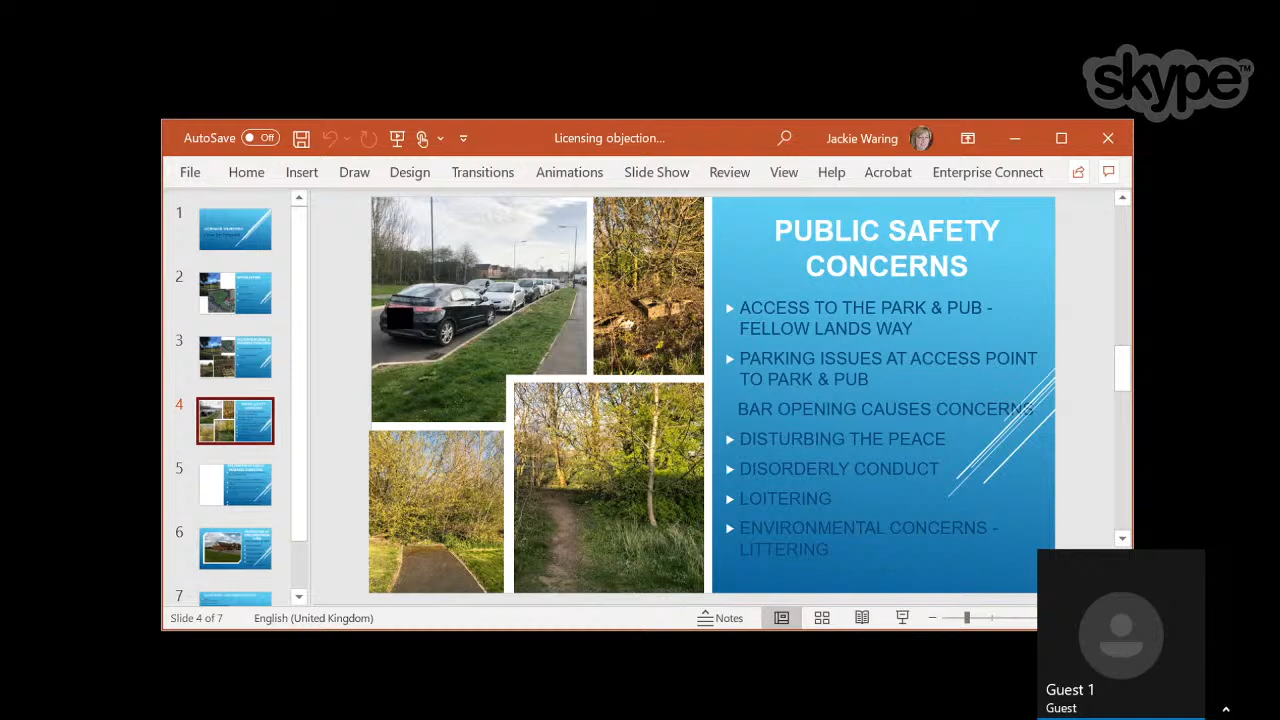 skype™
AutoSave Off
Licensing objection...
Jackie Waring
File Home Insert Draw Design Transitions Animations Slide Show Review View Help Acrobat Enterprise Connect
1
2
3
4
5
6
7
PUBLIC SAFETY
CONCERNS
ACCESS TO THE PARK & PUB -
FELLOW LANDS WAY
PARKING ISSUES AT ACCESS POINT
TO PARK & PUB
BAR OPENING CAUSES CONCERNS
DISTURBING THE PEACE
DISORDERLY CONDUCT
LOITERING
ENVIRONMENTAL CONCERNS -
LITTERING
Slide 4 of 7 English (United Kingdom) Notes
Guest 1
Guest